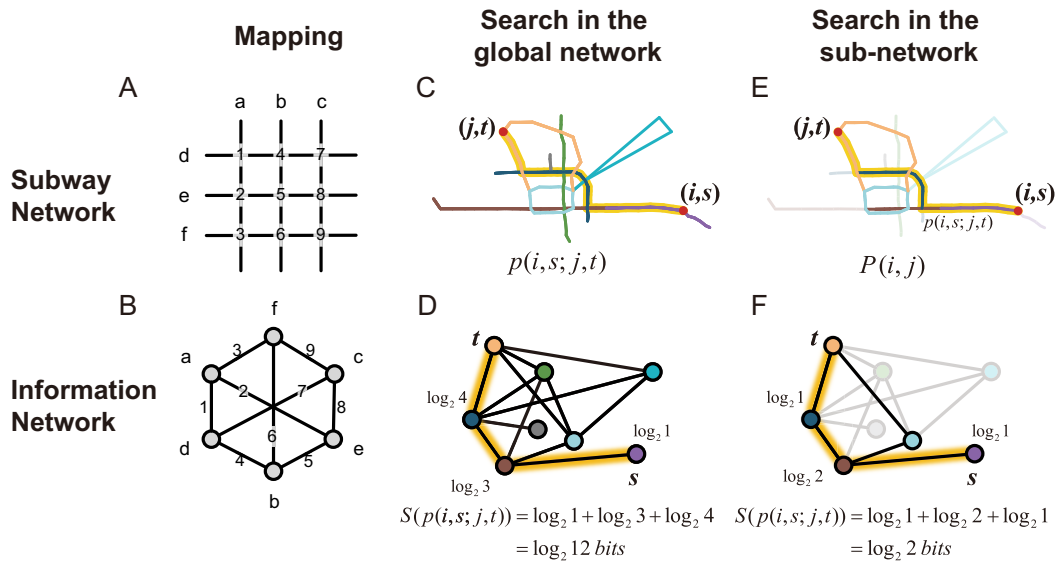 Mapping
Search in the
global network
Search in the
sub-network
A
a b c
d 1 4 7
e 2 5 8
f 3 6 9
Subway
Network
C
(j,t)
(i,s)
p(i,s; j,t)
E
(j,t)
(i,s)
p(i,s; j,t)
P(i, j)
B
f
a
c
3
9
2
7
1
8
6
d
e
4
5
b
Information
Network
D
t
log₂ 4
log₂ 3
log₂ 1
s
S(p(i,s; j,t)) = log₂ 1 + log₂ 3 + log₂ 4
= log₂ 12 bits
F
t
log₂ 1
log₂ 2
log₂ 1
s
S(p(i,s; j,t)) = log₂ 1 + log₂ 2 + log₂ 1
= log₂ 2 bits